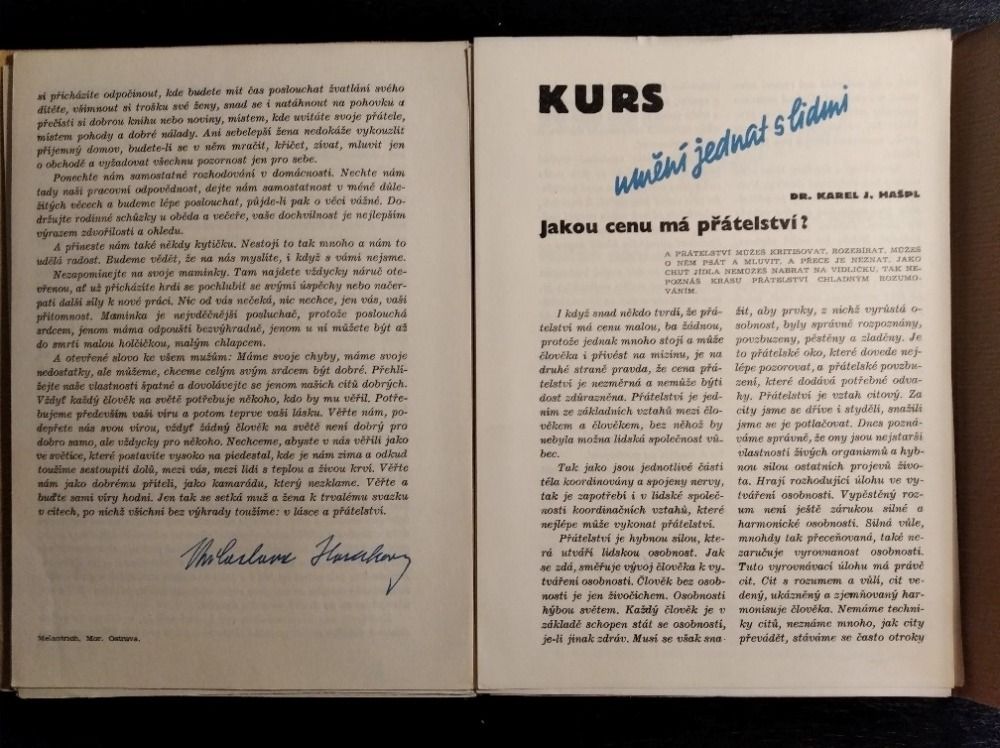 si přicházíte odpočinout, kde budete mít čas poslouchat žvatlání svého
dítěte, všimnout si trošku své ženy, snad se i natáhnout na pohovku a
přečísti si dobrou knihu nebo noviny, místem, kde uvítáte svoje přátele,
místem pohody a dobré nálady. Ani sebelepší žena nedokáže vykouzlit
příjemný domov, budete-li se v něm mračit, křičet, zívat, mluvit jen
o obchodě a vyžadovat všechnu pozornost jen pro sebe.
Ponechte nám samostatné rozhodování v domácnosti. Nechte nám
tady naši pracovní odpovědnost, dejte nám samostatnost v méně důle-
žitých věcech a budeme lépe poslouchat, půjde-li pak o věci vážné. Do-
držujte rodinné schůzky u oběda a večeře, vaše dochvilnost je nejlepším
výrazem zdvořilosti a ohledu.
A přineste nám také někdy kytičku. Nestojí to tak mnoho a nám to
udělá radost. Budeme vědět, že na nás myslíte, i když s vámi nejsme.
Nezapomínejte na svoje maminky. Tam najdete vždycky náruč ote-
vřenou, ať už přicházíte hrdi se pochlubit se svými úspěchy nebo načer-
pati další síly k nové práci. Nic od vás nečeká, nic nechce, jen vás, vaši
přítomnost. Maminka je nejvděčnější posluchač, protože poslouchá
srdcem, jenom máma odpouští bezvýhradně, jenom u ní můžete být až
do smrti malou holčičkou, malým chlapcem.
A otevřené slovo ke všem mužům: Máme svoje chyby, máme svoje
nedostatky, ale můžeme, chceme celým svým srdcem být dobré. Přehlí-
žejte naše vlastnosti špatné a dovolávejte se jenom našich citů dobrých.
Vždyť každý člověk na světě potřebuje někoho, kdo by mu věřil. Potře-
bujeme především vaši víru a potom teprve vaši lásku. Věřte nám, po-
depřete nás svou vírou, vždyť žádný člověk na světě není dobrý pro
dobro samo, ale vždycky pro někoho. Nechceme, abyste v nás věřili jako
ve světice, které postavíte vysoko na piedestal, kde je nám zima a odkud
toužíme sestoupiti dolů, mezi vás, mezi lidi s teplou a živou krví. Věřte
nám jako dobrému příteli, jako kamarádu, který nezklame. Věřte a
buďte sami víry hodni. Jen tak se setká muž a žena k trvalému svazku
v citech, po nichž všichni bez výhrady toužíme: v lásce a přátelství.
Melantrich, Mor. Ostrava.
KURS
umění jednat s lidmi
DR. KAREL J. HAŠPL
Jakou cenu má přátelství?
A PŘÁTELSTVÍ MŮŽEŠ KRITISOVAT, ROZEBÍRAT, MŮŽEŠ
O NĚM PSÁT A MLUVIT, A PŘECE JE NEZNAT. JAKO
CHUŤ JÍDLA NEMŮŽEŠ NABRAT NA VIDLIČKU, TAK NE-
POZNÁŠ KRÁSU PŘÁTELSTVÍ CHLADNÝM ROZUMO-
VÁNÍM.
I když snad někdo tvrdí, že přá-
telství má cenu malou, ba žádnou,
protože jednak mnoho stojí a může
člověka i přivést na mizinu, je na
druhé straně pravda, že cena přá-
telství je nezměrná a nemůže býti
dost zdůrazněna. Přátelství je jed-
ním ze základních vztahů mezi člo-
věkem a člověkem, bez něhož by
nebyla možna lidská společnost vů-
bec.
Tak jako jsou jednotlivé části
těla koordinovány a spojeny nervy,
tak je zapotřebí i v lidské společ-
nosti koordinačních vztahů, které
nejlépe může vykonat přátelství.
Přátelství je hybnou silou, kte-
rá utváří lidskou osobnost. Jak
se zdá, směřuje vývoj člověka k vy-
tváření osobnosti. Člověk bez osob-
nosti je jen živočichem. Osobnosti
hýbou světem. Každý člověk je v
základě schopen stát se osobností,
je-li jinak zdráv. Musí se však sna-
žit, aby prvky, z nichž vyrůstá o-
sobnost, byly správně rozpoznány,
povzbuzeny, pěstěny a zladěny. Je
to přátelské oko, které dovede nej-
lépe pozorovat, a přátelské povzbu-
zení, které dodává potřebné odva-
hy. Přátelství je vztah citový. Za
city jsme se dříve i styděli, snažili
jsme se je potlačovat. Dnes pozná-
váme správně, že ony jsou nejstarší
vlastnosti živých organismů a hyb-
nou silou ostatních projevů živo-
ta. Hrají rozhodující úlohu ve vy-
tváření osobnosti. Vypěstěný roz-
um není ještě zárukou silné a
harmonické osobnosti. Silná vůle,
mnohdy tak přeceňovaná, také ne-
zaručuje vyrovnanost osobnosti.
Tuto vyrovnávací úlohu má právě
cit. Cit s rozumem a vůlí, cit ve-
dený, ukázněný a zjemňovaný har-
monisuje člověka. Nemáme techni-
ky citů, neznáme mnoho, jak city
převádět, stáváme se často otroky